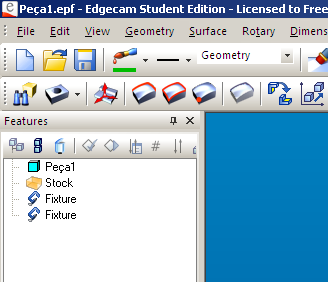 Peça1.epf - Edgecam Student Edition - Licensed to Free
File Edit View Geometry Surface Rotary Dimens
Geometry
Features
#
Peça1
Stock
Fixture
Fixture